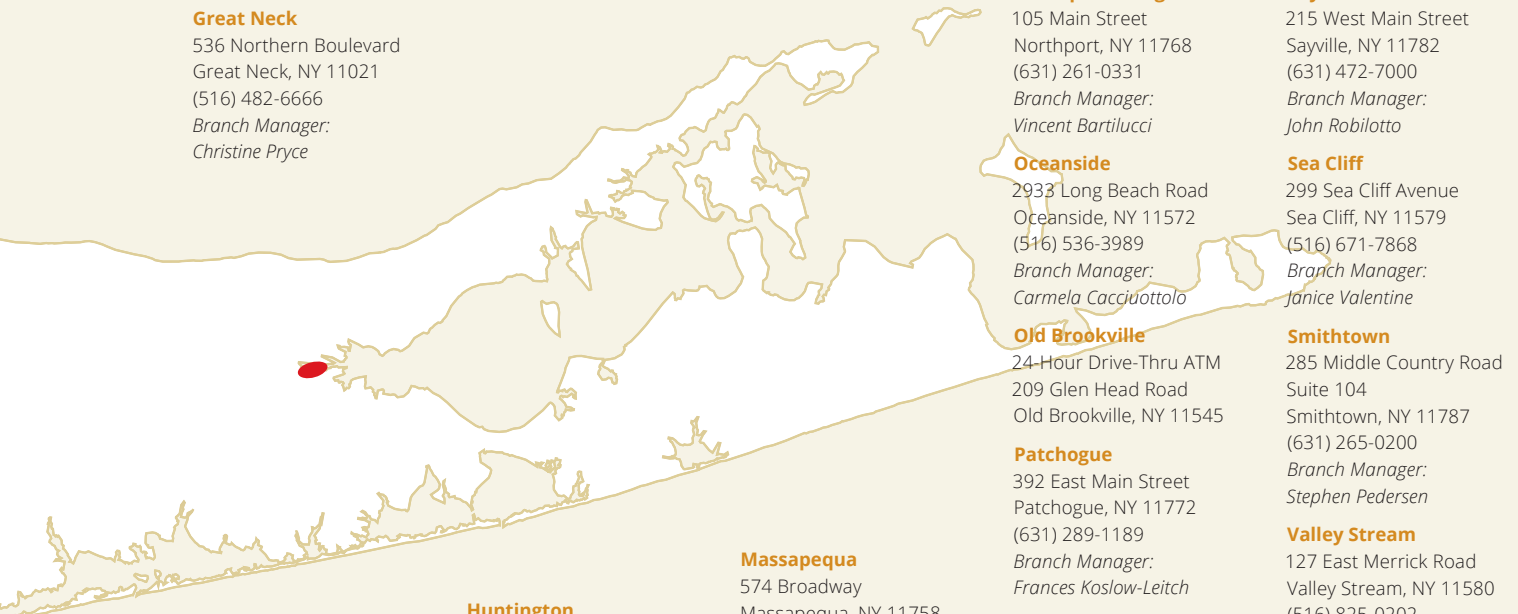 Great Neck
536 Northern Boulevard
Great Neck, NY 11021
(516) 482-6666
Branch Manager:
Christine Pryce
Huntington
Massapequa
574 Broadway
Massapequa, NY 11758
105 Main Street
Northport, NY 11768
(631) 261-0331
Branch Manager:
Vincent Bartilucci
Oceanside
2933 Long Beach Road
Oceanside, NY 11572
(516) 536-3989
Branch Manager:
Carmela Cacciuottolo
Old Brookville
24-Hour Drive-Thru ATM
209 Glen Head Road
Old Brookville, NY 11545
Patchogue
392 East Main Street
Patchogue, NY 11772
(631) 289-1189
Branch Manager:
Frances Koslow-Leitch
215 West Main Street
Sayville, NY 11782
(631) 472-7000
Branch Manager:
John Robilotto
Sea Cliff
299 Sea Cliff Avenue
Sea Cliff, NY 11579
(516) 671-7868
Branch Manager:
Janice Valentine
Smithtown
285 Middle Country Road
Suite 104
Smithtown, NY 11787
(631) 265-0200
Branch Manager:
Stephen Pedersen
Valley Stream
127 East Merrick Road
Valley Stream, NY 11580
(516) 825-0202